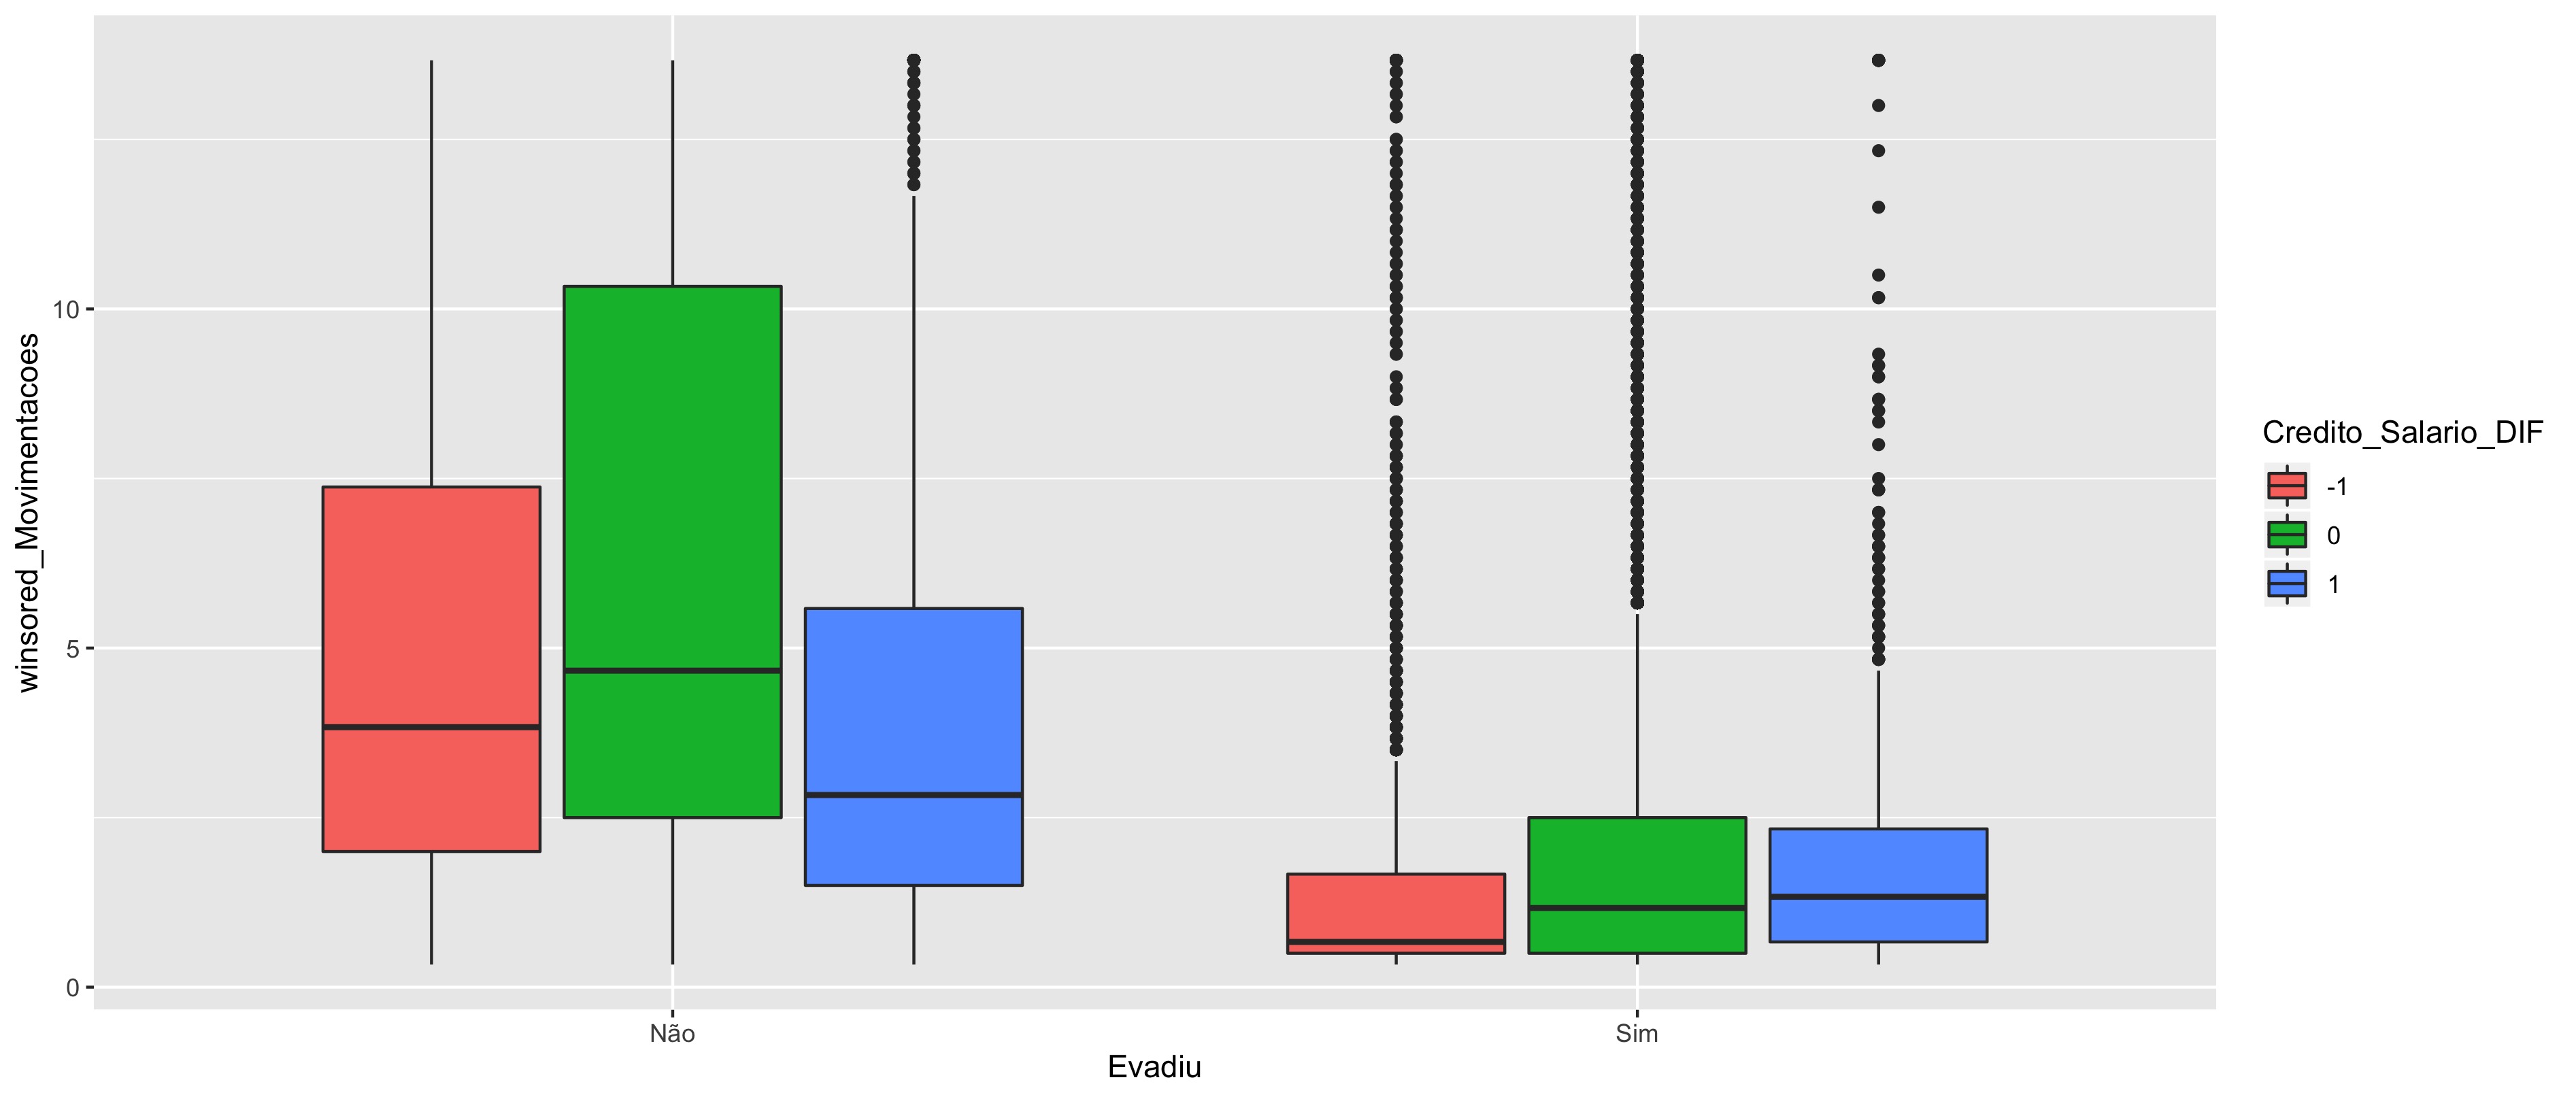 winsored_Movimentacoes
10
5
0
Não
Sim
Evadiu
Credito_Salario_DIF
-1
0
1